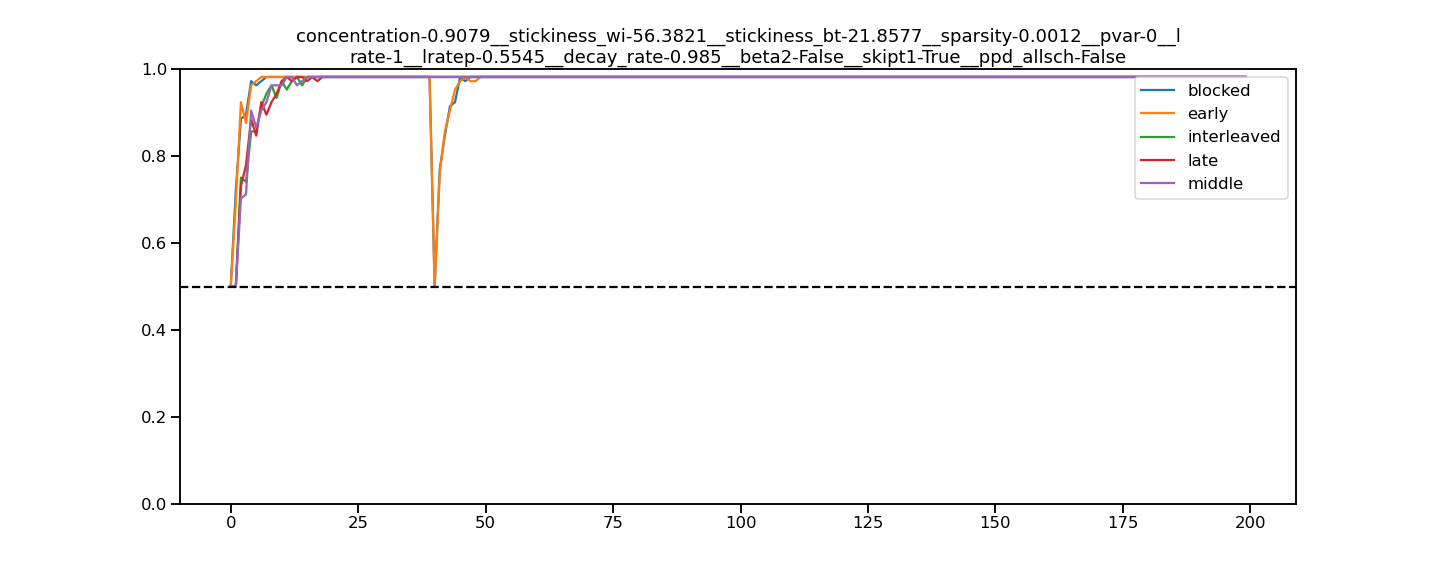 concentration-0.9079__stickiness_wi-56.3821__stickiness_bt-21.8577__sparsity-0.0012__pvar-0__l
rate-1__lratep-0.5545__decay_rate-0.985__beta2-False__skipt1-True__ppd_allsch-False
1.0
0.8
0.6
0.4
0.2
0.0
blocked
early
interleaved
late
middle
0 25 50 75 100 125 150 175 200